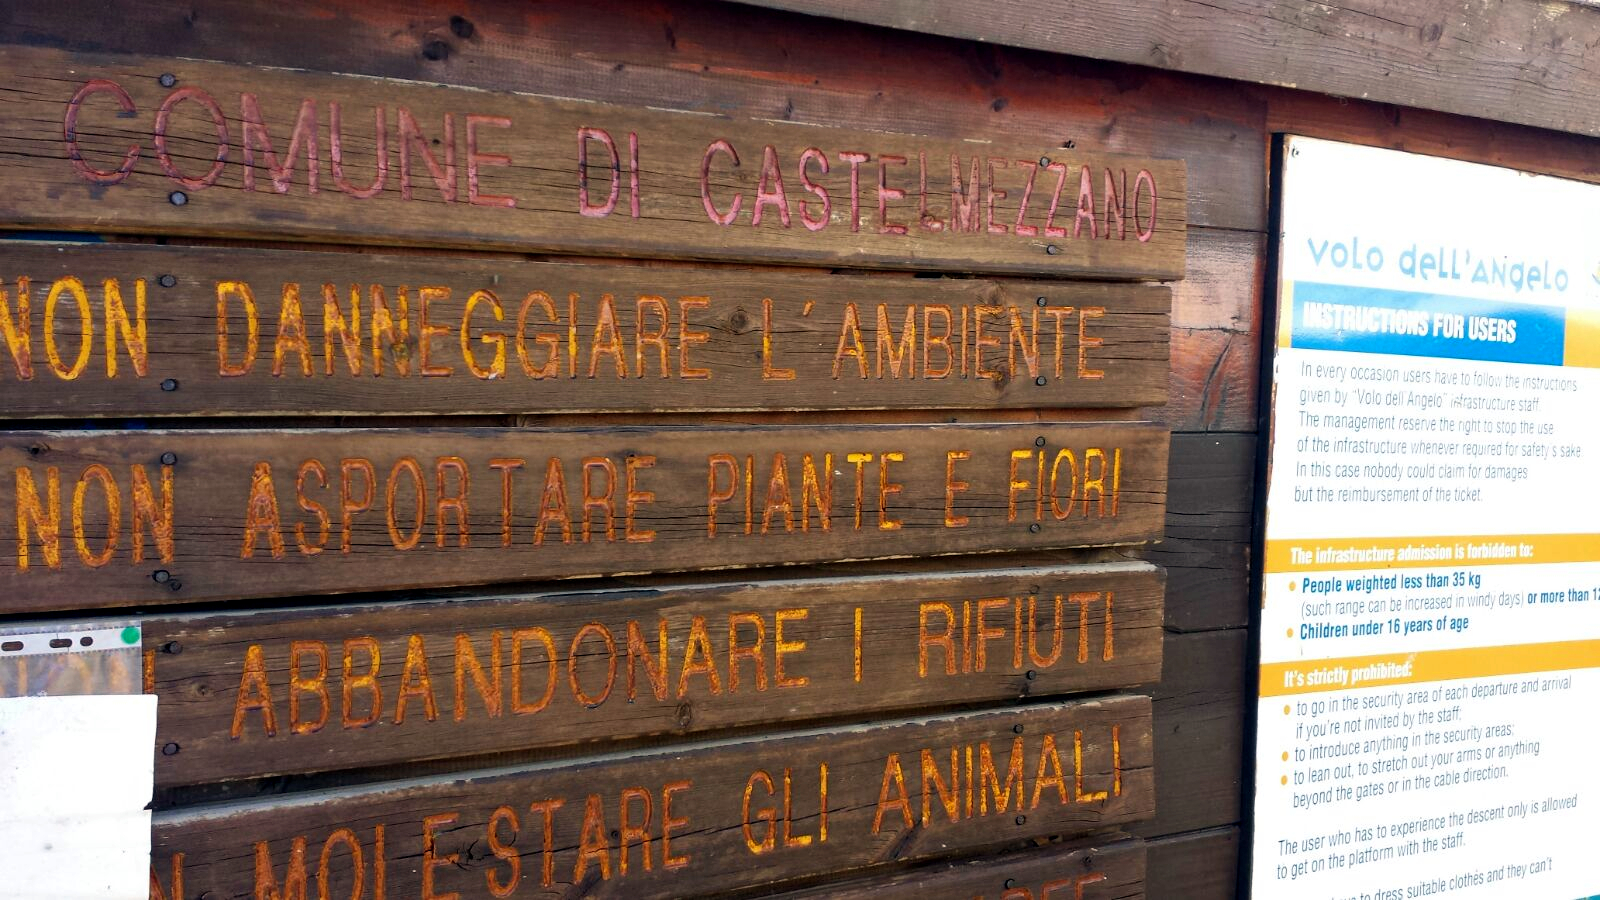 COMUNE DI CASTELMEZZANO
NON DANNEGGIARE L'AMBIENTE
NON ASPORTARE PIANTE E FIORI
ABBANDONARE I RIFIUTI
MOLESTARE GLI ANIMALI
VOLO dell'ANgelo
INSTRUCTIONS FOR USERS
In every occasion users have to follow the instructions
given by "Volo dell'Angelo" infrastructure staff.
The management reserve the right to stop the use
of the infrastructure whenever required for safety's sake
In this case nobody could claim for damages
but the reimbursement of the ticket.
The infrastructure admission is forbidden to:
• People weighted less than 35 kg
(such range can be increased in windy days) or more than
• Children under 16 years of age
It's strictly prohibited:
• to go in the security area of each departure and arrival
if you're not invited by the staff;
• to introduce anything in the security areas;
• to lean out, to stretch out your arms or anything
beyond the gates or in the cable direction.
The user who has to experience the descent only is allowed
to get on the platform with the staff.
to dress suitable clothes and they can't